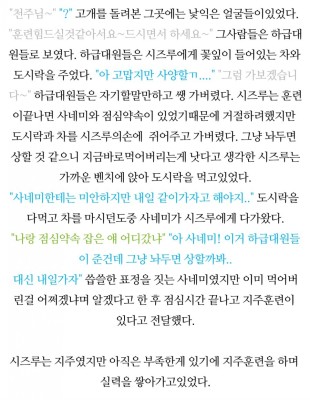 "천주님~" "?" 고개를 돌려본 그곳에는 낯익은 얼굴들이있었다.
"훈련힘드실것같아서요~드시면서 하세요~" 그사람들은 하급대
원들로 보였다. 하급대원들은 시즈루에게 꽃잎이 들어있는 차와
도시락을 주었다. "아 고맙지만 사양할ㄲ...." "그럼 가보겠습니
다~" 하급대원들은 자기할말만하고 쌩 가버렸다. 시즈루는 훈련
이끝나면 사네미와 점심약속이 있었기때문에 거절하려했지만
도시락과 차를 시즈루의손에 쥐어주고 가버렸다. 그냥 놔두면
상할 것 같으니 지금바로먹어버리는게 낫다고 생각한 시즈루는
가까운 벤치에 앉아 도시락을 먹고있었다.
"사네미한테는 미안하지만 내일 같이가자고 해야지.." 도시락을
다먹고 차를 마시던도중 사네미가 시즈루에게 다가왔다.
"나랑 점심약속 잡은 애 어디갔냐" "아 사네미! 이거 하급대원들
이 준건데 그냥 놔두면 상할까봐..
대신 내일가자" 씁쓸한 표정을 짓는 사네미였지만 이미 먹어버
린걸 어쩌겠냐며 알겠다고 한 후 점심시간 끝나고 지주훈련이
있다고 전달했다.
시즈루는 지주였지만 아직은 부족한게 있기에 지주훈련을 하며
실력을 쌓아가고있었다.